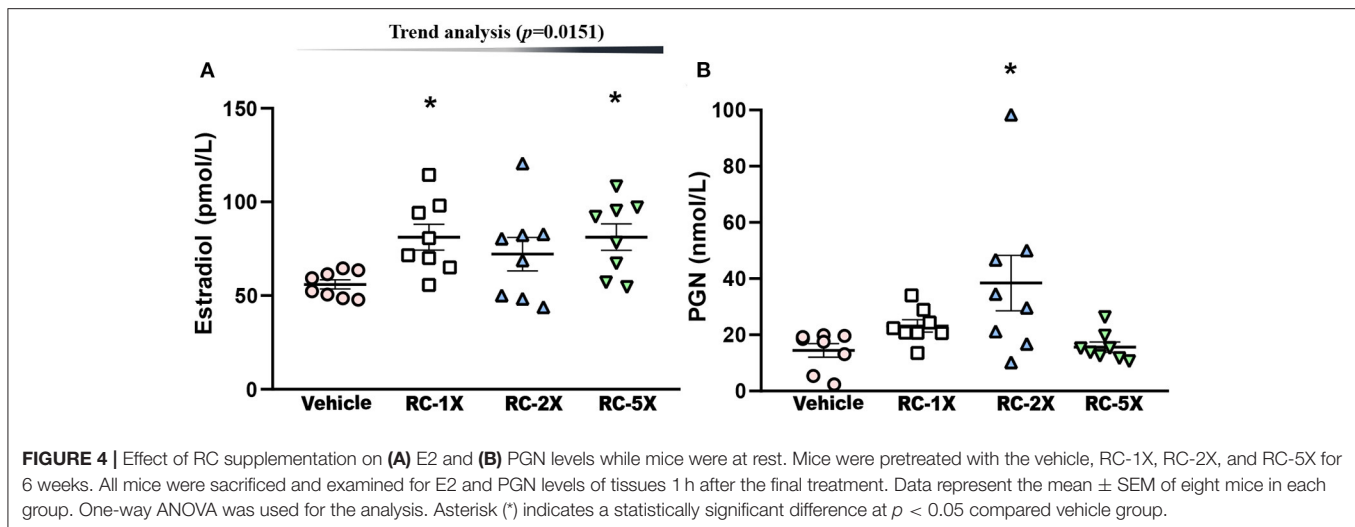 Trend analysis (p=0.0151)
A
B
*
*
*
Estradiol (pmol/L)
150
100
50
0
Vehicle RC-1X RC-2X RC-5X
PGN (nmol/L)
100
80
60
40
20
0
Vehicle RC-1X RC-2X RC-5X
FIGURE 4 | Effect of RC supplementation on (A) E2 and (B) PGN levels while mice were at rest. Mice were pretreated with the vehicle, RC-1X, RC-2X, and RC-5X for
6 weeks. All mice were sacrificed and examined for E2 and PGN levels of tissues 1 h after the final treatment. Data represent the mean ± SEM of eight mice in each
group. One-way ANOVA was used for the analysis. Asterisk (*) indicates a statistically significant difference at p < 0.05 compared vehicle group.